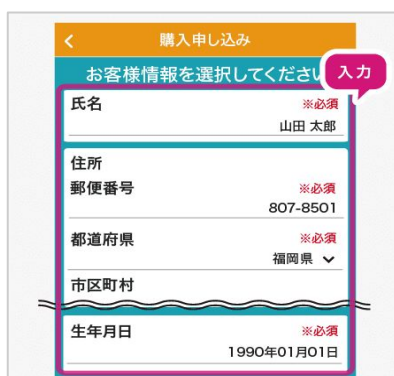 購入申し込み
お客様情報を選択してください
入力
氏名 ※必須
山田 太郎
住所
郵便番号 ※必須
807-8501
都道府県 ※必須
福岡県
市区町村
生年月日 ※必須
1990年01月01日